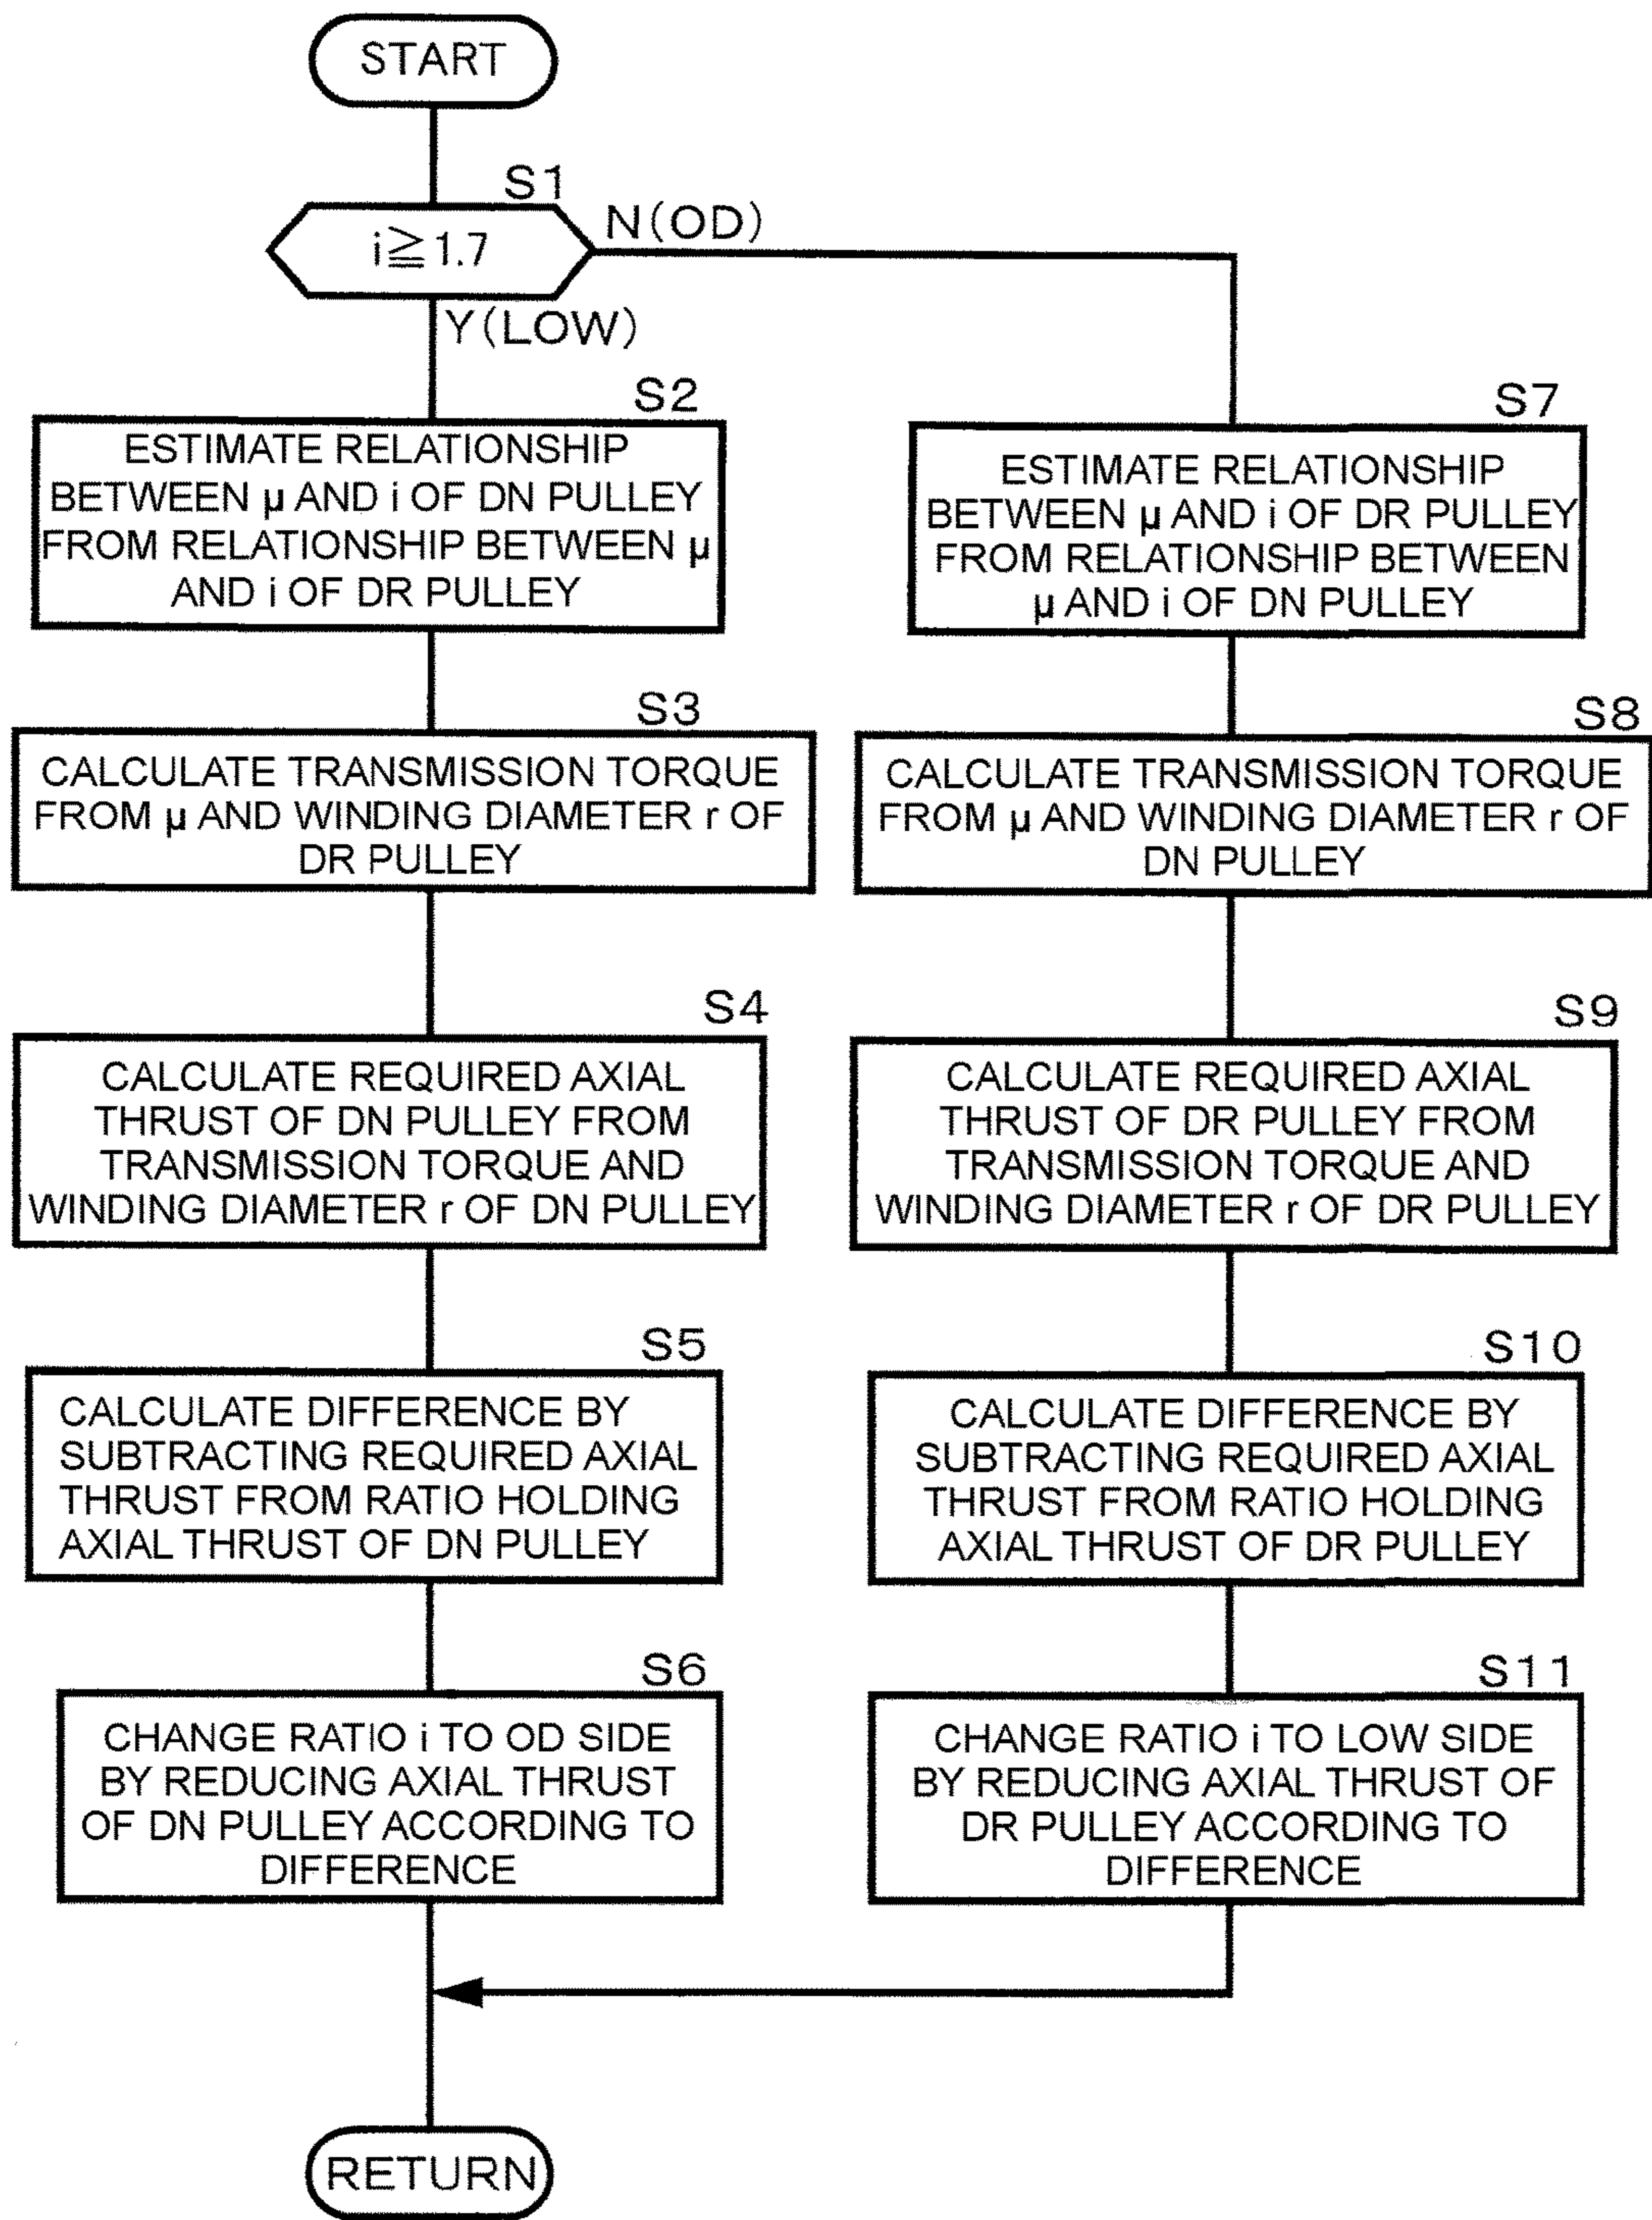 START
S1
i≧1.7
N(OD)
Y(LOW)
S2
ESTIMATE RELATIONSHIP
BETWEEN μ AND i OF DN PULLEY
FROM RELATIONSHIP BETWEEN μ
AND i OF DR PULLEY
S3
CALCULATE TRANSMISSION TORQUE
FROM μ AND WINDING DIAMETER r OF
DR PULLEY
S4
CALCULATE REQUIRED AXIAL
THRUST OF DN PULLEY FROM
TRANSMISSION TORQUE AND
WINDING DIAMETER r OF DN PULLEY
S5
CALCULATE DIFFERENCE BY
SUBTRACTING REQUIRED AXIAL
THRUST FROM RATIO HOLDING
AXIAL THRUST OF DN PULLEY
S6
CHANGE RATIO i TO OD SIDE
BY REDUCING AXIAL THRUST
OF DN PULLEY ACCORDING TO
DIFFERENCE
S7
ESTIMATE RELATIONSHIP
BETWEEN μ AND i OF DR PULLEY
FROM RELATIONSHIP BETWEEN
μ AND i OF DN PULLEY
S8
CALCULATE TRANSMISSION TORQUE
FROM μ AND WINDING DIAMETER r OF
DN PULLEY
S9
CALCULATE REQUIRED AXIAL
THRUST OF DR PULLEY FROM
TRANSMISSION TORQUE AND
WINDING DIAMETER r OF DR PULLEY
S10
CALCULATE DIFFERENCE BY
SUBTRACTING REQUIRED AXIAL
THRUST FROM RATIO HOLDING
AXIAL THRUST OF DR PULLEY
S11
CHANGE RATIO i TO LOW SIDE
BY REDUCING AXIAL THRUST OF
DR PULLEY ACCORDING TO
DIFFERENCE
RETURN